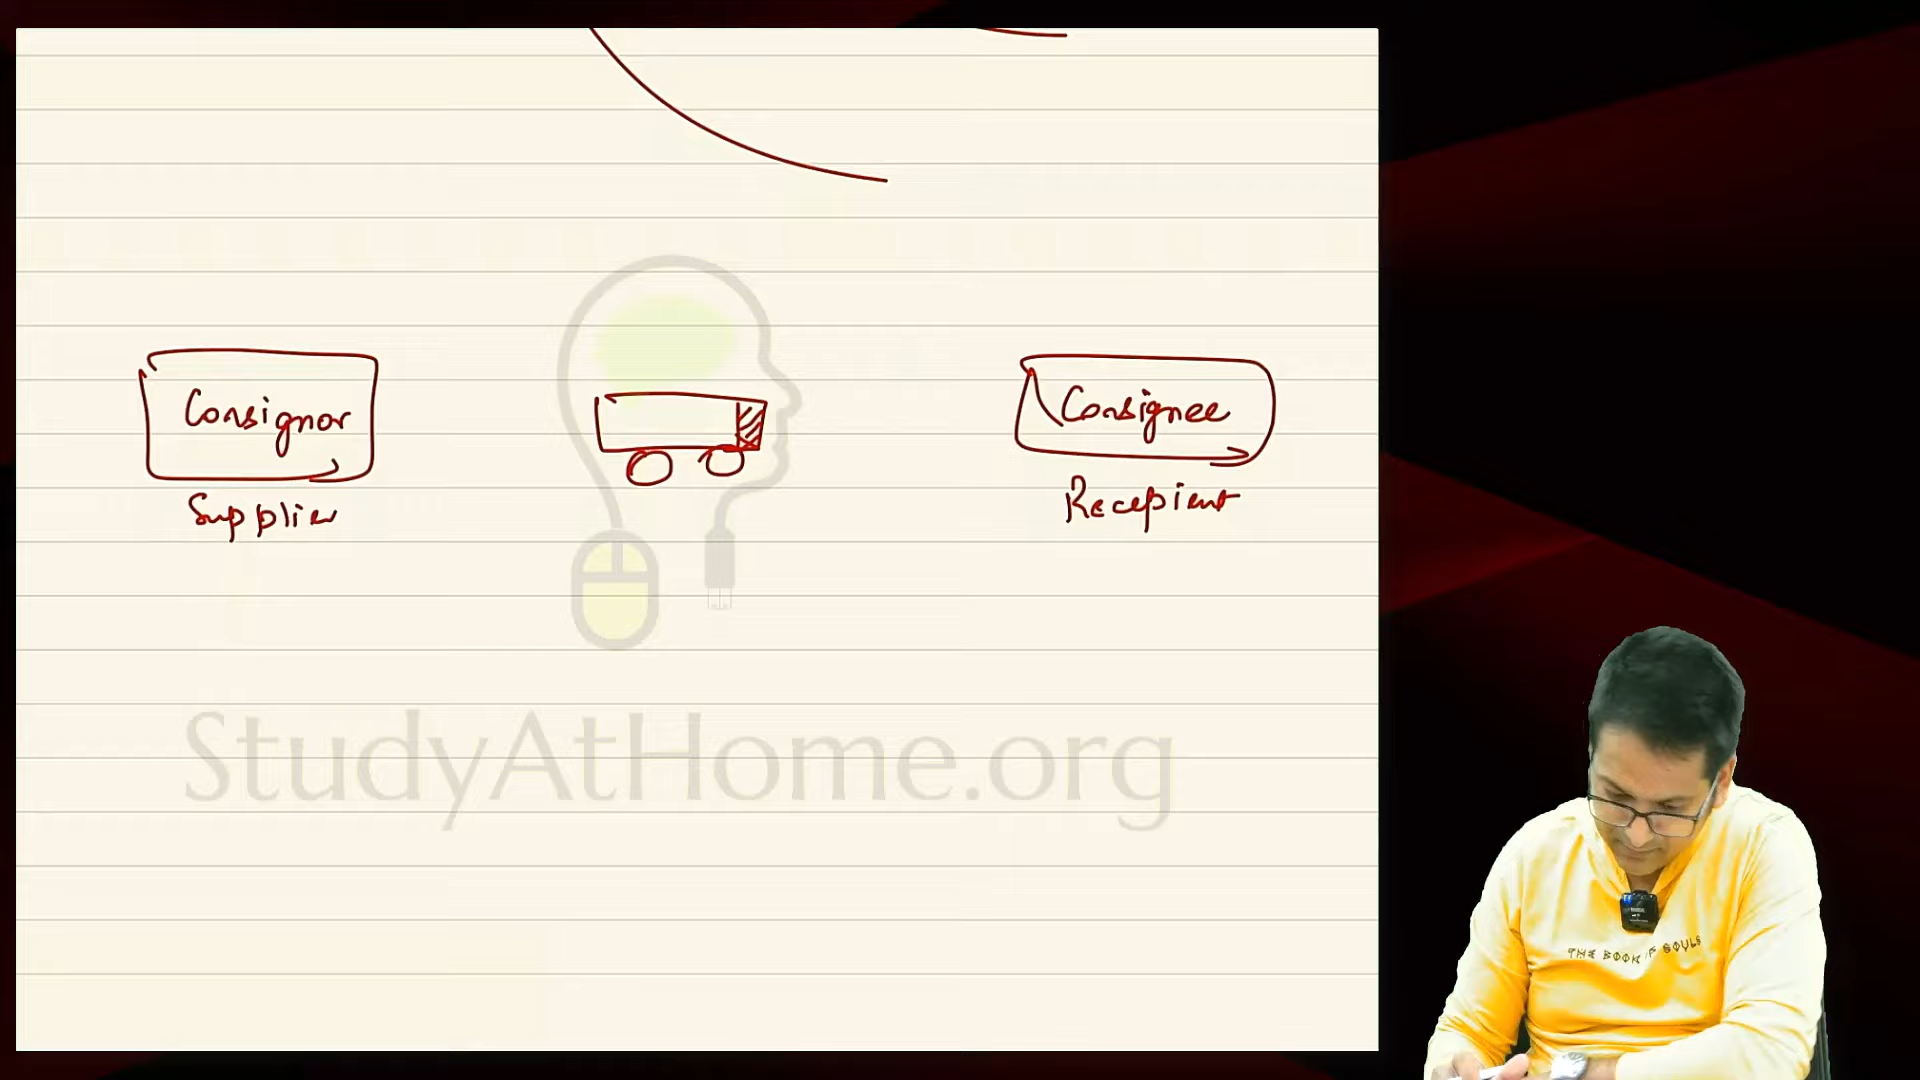 Consignor
Consignee
Supplier
Recepient
StudyAtHome.org
THE BOOK OF SOULS